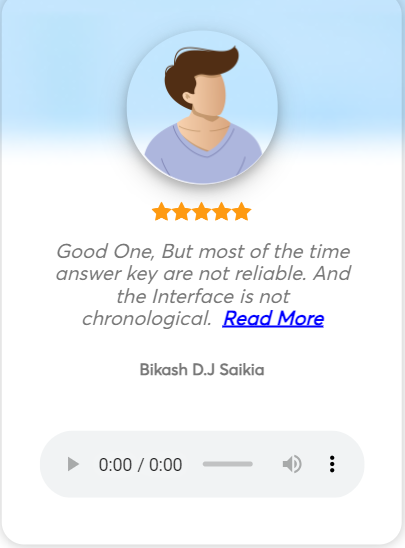 Good One, But most of the time
answer key are not reliable. And
the Interface is not
chronological. Read More
Bikash D.J Saikia
0:00 / 0:00